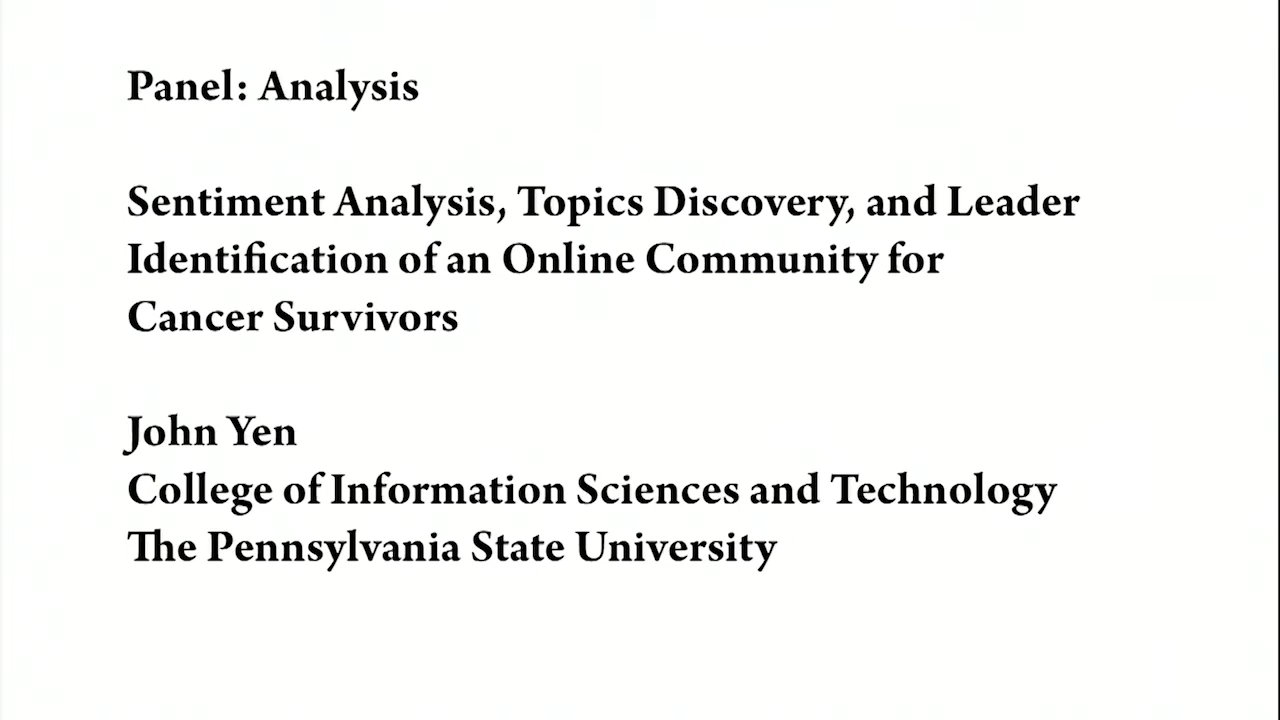 Panel: Analysis
Sentiment Analysis, Topics Discovery, and Leader
Identification of an Online Community for
Cancer Survivors
John Yen
College of Information Sciences and Technology
The Pennsylvania State University